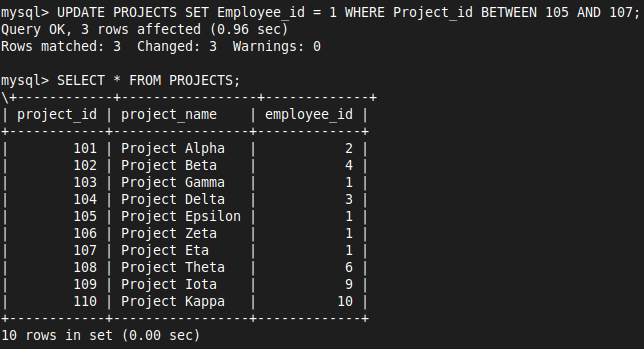 mysql> UPDATE PROJECTS SET Employee_id = 1 WHERE Project_id BETWEEN 105 AND 107;
Query OK, 3 rows affected (0.96 sec)
Rows matched: 3  Changed: 3  Warnings: 0

mysql> SELECT * FROM PROJECTS;
\+------------+-----------------+-------------+
| project_id | project_name    | employee_id |
+------------+-----------------+-------------+
|        101 | Project Alpha   |           2 |
|        102 | Project Beta    |           4 |
|        103 | Project Gamma   |           1 |
|        104 | Project Delta   |           3 |
|        105 | Project Epsilon |           1 |
|        106 | Project Zeta    |           1 |
|        107 | Project Eta     |           1 |
|        108 | Project Theta   |           6 |
|        109 | Project Iota    |           9 |
|        110 | Project Kappa   |          10 |
+------------+-----------------+-------------+
10 rows in set (0.00 sec)